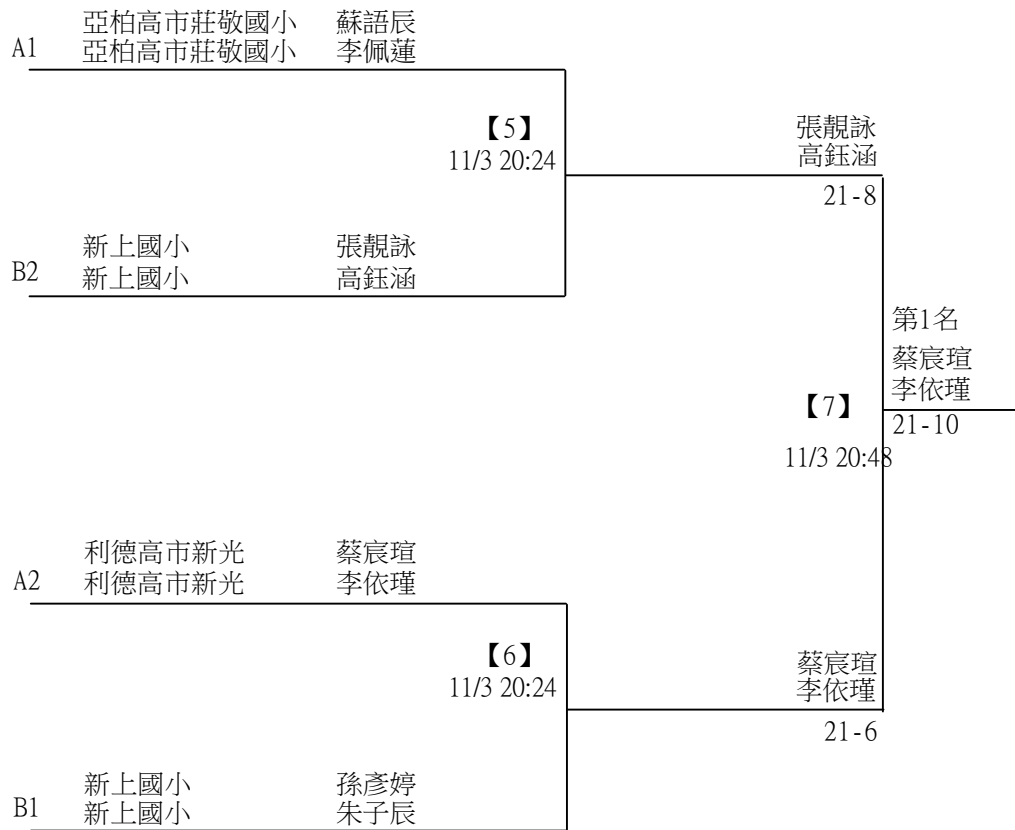 亞柏高市莊敬國小 蘇語辰
A1 亞柏高市莊敬國小 李佩蓮
【5】
11/3 20:24
張靚詠
高鈺涵
21-8
新上國小 張靚詠
B2 新上國小 高鈺涵
第1名
蔡宸瑄
李依瑾
【7】
21-10
11/3 20:48
利德高市新光 蔡宸瑄
A2 利德高市新光 李依瑾
【6】
11/3 20:24
蔡宸瑄
李依瑾
21-6
新上國小 孫彥婷
B1 新上國小 朱子辰